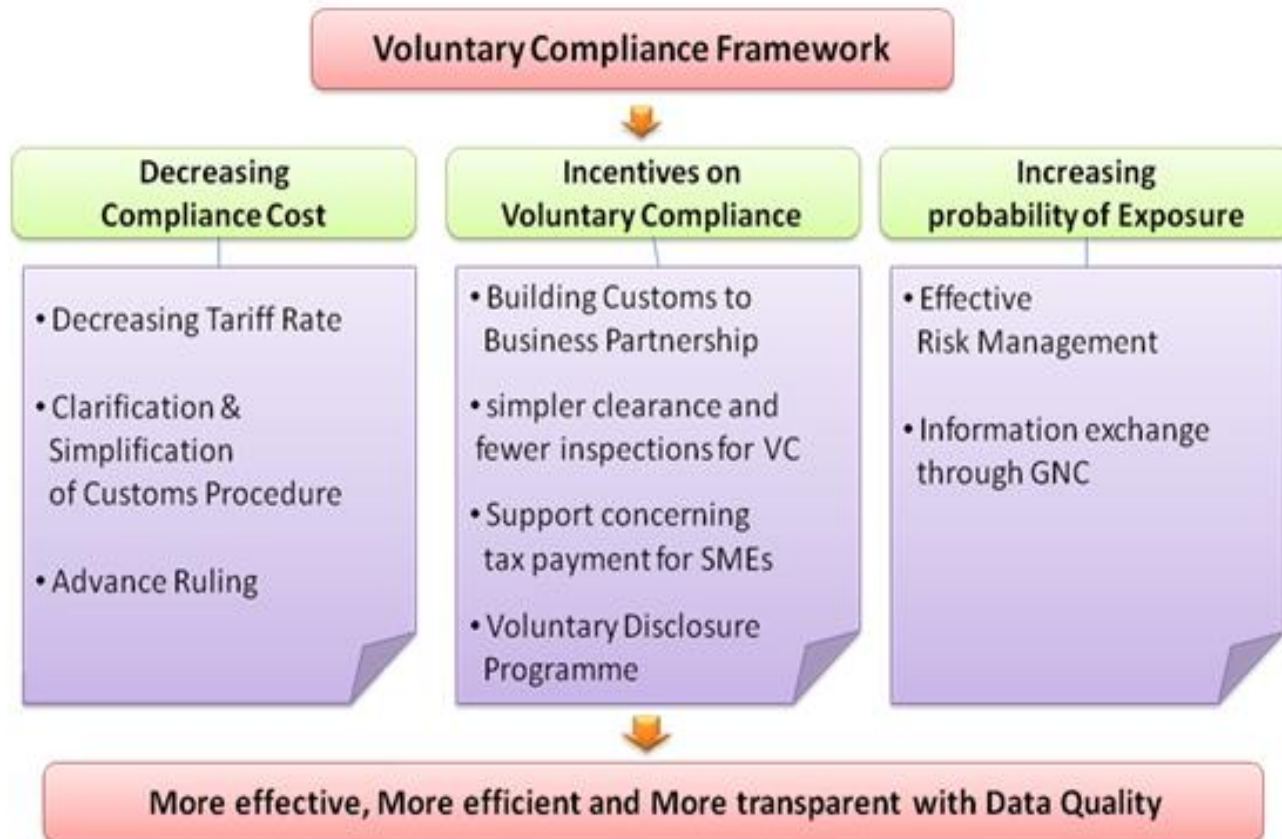 Voluntary Compliance Framework
Decreasing
Compliance Cost
• Decreasing Tariff Rate
• Clarification &
Simplification
of Customs Procedure
• Advance Ruling
Incentives on
Voluntary Compliance
• Building Customs to
Business Partnership
• simpler clearance and
fewer inspections for VC
• Support concerning
tax payment for SMEs
• Voluntary Disclosure
Programme
Increasing
probability of Exposure
• Effective
Risk Management
• Information exchange
through GNC
More effective, More efficient and More transparent with Data Quality